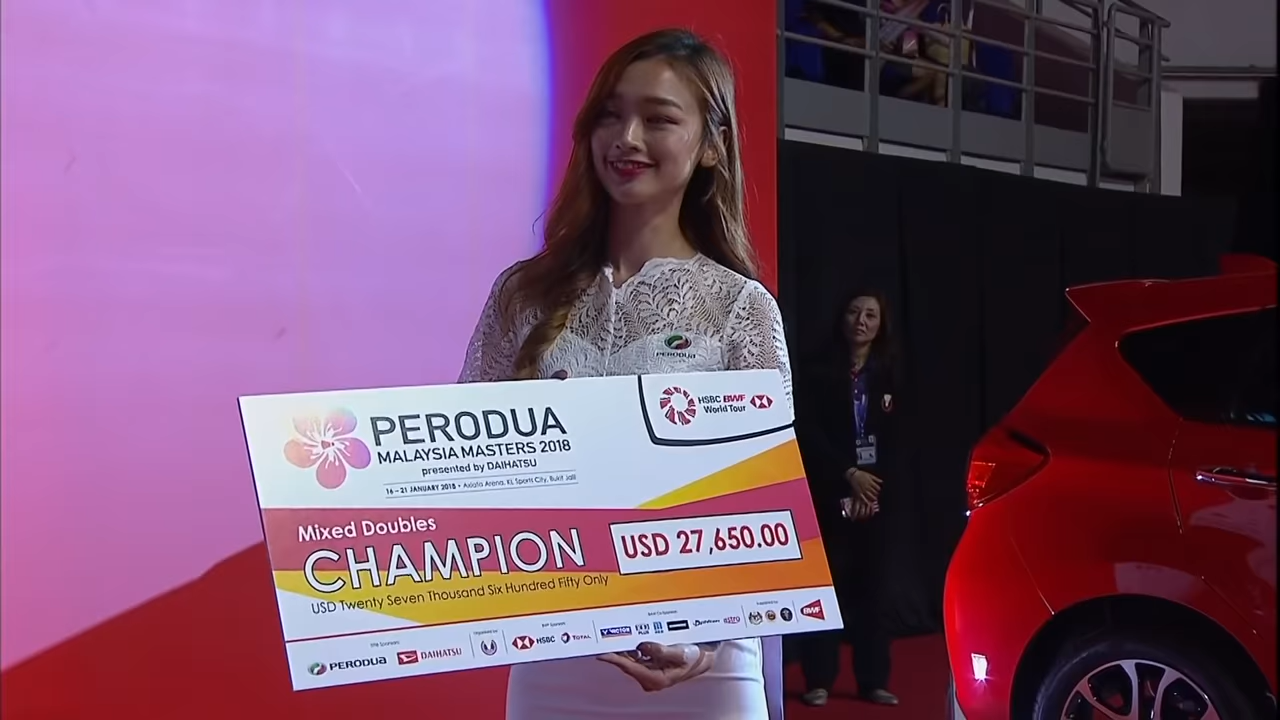 PERODUA
PERODUA
MALAYSIA MASTERS 2018
presented by DAIHATSU
16-21 JANUARY 2018 • Axiata Arena, KL Sports City, Bukit Jalil
HSBC BWF
World Tour
Mixed Doubles
CHAMPION
USD 27,650.00
USD Twenty Seven Thousand Six Hundred Fifty Only
PERODUA
DAIHATSU
HSBC
TOTAL
VICTOR
astro
BWF